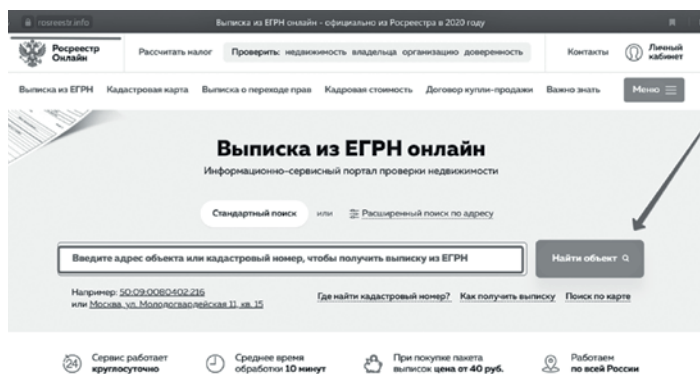 rosreestr.info
Выписка из ЕГРН онлайн - официально из Росреестра в 2020 году
Росреестр
Онлайн
Рассчитать налог
Проверить: недвижимость владельца организацию доверенность
Контакты
Личный
кабинет
Выписка из ЕГРН Кадастровая карта Выписка о переходе прав Кадровая стоимость Договор купли-продажи Важно знать
Меню
Выписка из ЕГРН онлайн
Информационно-сервисный портал проверки недвижимости
Стандартный поиск или Расширенный поиск по адресу
Введите адрес объекта или кадастровый номер, чтобы получить выписку из ЕГРН
Найти объект
Например: 50:09:0080402:216
или Москва, ул. Молодогвардейская 11, кв. 15
Где найти кадастровый номер? Как получить выписку Поиск по карте
24
Сервис работает
круглосуточно
Среднее время
обработки 10 минут
При покупке пакета
выписок цена от 40 руб.
Работаем
по всей России